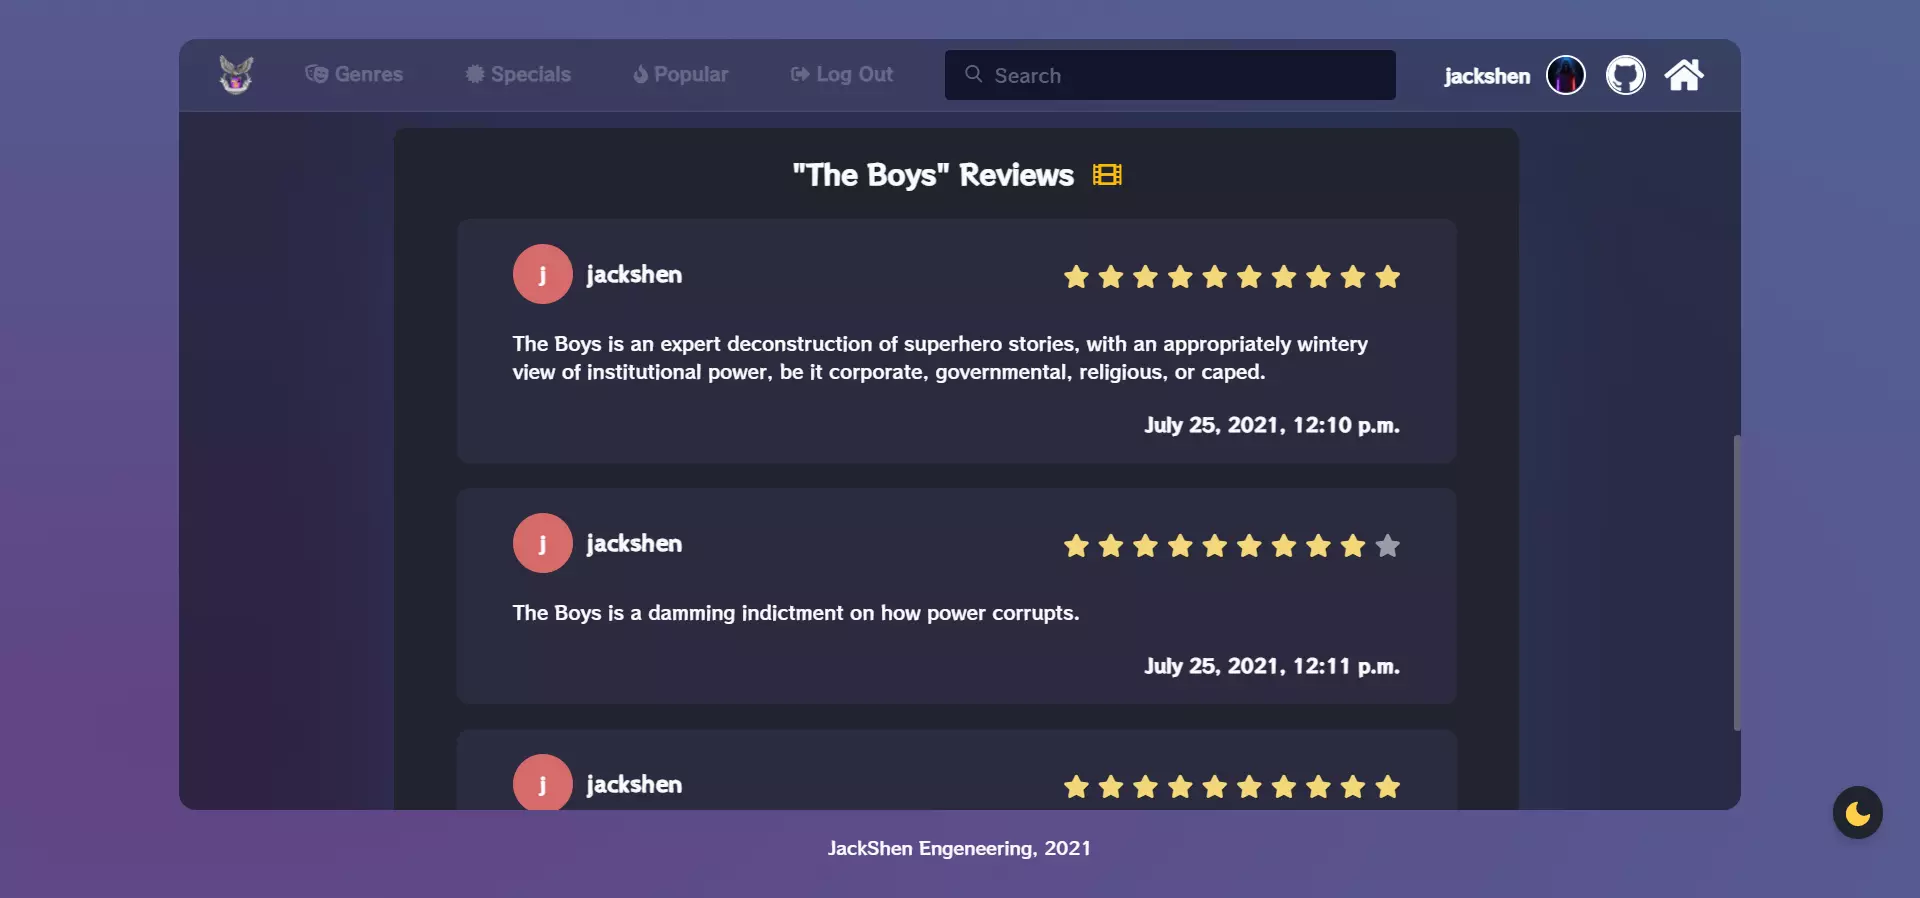 Genres
Specials
Popular
Log Out
Search
jackshen
"The Boys" Reviews
j
jackshen
The Boys is an expert deconstruction of superhero stories, with an appropriately wintery
view of institutional power, be it corporate, governmental, religious, or caped.
July 25, 2021, 12:10 p.m.
j
jackshen
The Boys is a damming indictment on how power corrupts.
July 25, 2021, 12:11 p.m.
j
jackshen
JackShen Engeneering, 2021